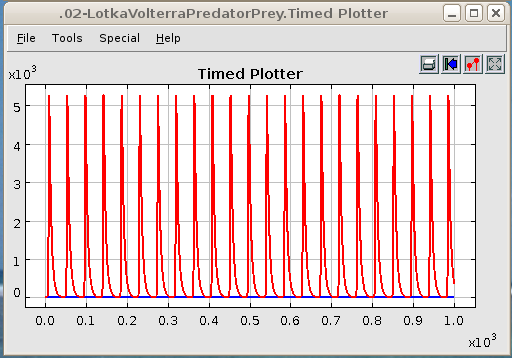 .02-LotkaVolterraPredatorPrey.Timed Plotter
File Tools Special Help
x10³
Timed Plotter
5
4
3
2
1
0
0.0 0.1 0.2 0.3 0.4 0.5 0.6 0.7 0.8 0.9 1.0
x10³